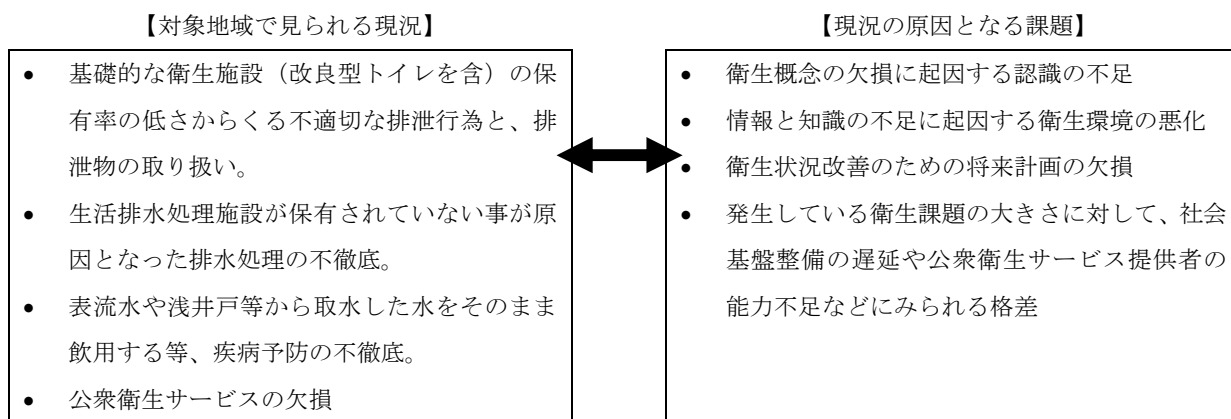 【対象地域で見られる現況】
● 基礎的な衛生施設（改良型トイレを含）の保
有率の低さからくる不適切な排泄行為と、排
泄物の取り扱い。
● 生活排水処理施設が保有されていない事が原
因となった排水処理の不徹底。
● 表流水や浅井戸等から取水した水をそのまま
飲用する等、疾病予防の不徹底。
● 公衆衛生サービスの欠損
【現況の原因となる課題】
● 衛生概念の欠損に起因する認識の不足
● 情報と知識の不足に起因する衛生環境の悪化
● 衛生状況改善のための将来計画の欠損
● 発生している衛生課題の大きさに対して、社会
基盤整備の遅延や公衆衛生サービス提供者の
能力不足などにみられる格差